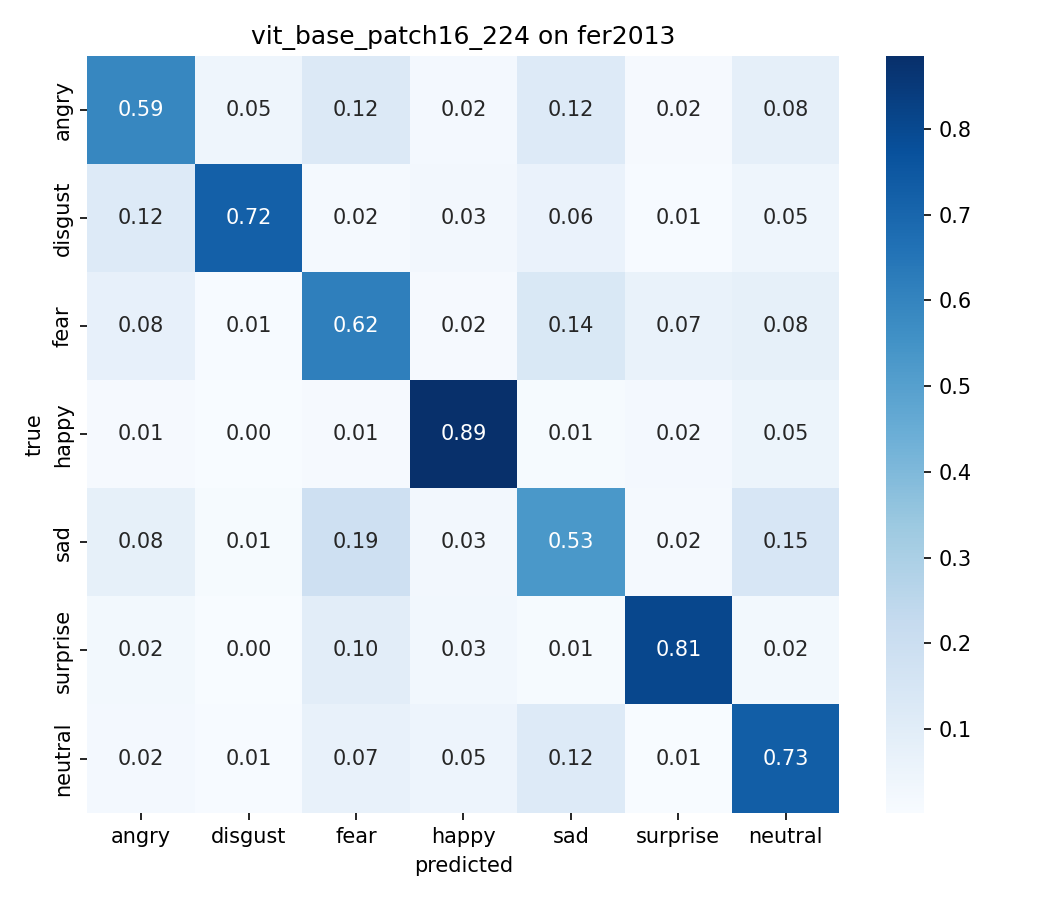 vit_base_patch16_224 on fer2013
true
angry 0.59 0.05 0.12 0.02 0.12 0.02 0.08
disgust 0.12 0.72 0.02 0.03 0.06 0.01 0.05
fear 0.08 0.01 0.62 0.02 0.14 0.07 0.08
happy 0.01 0.00 0.01 0.89 0.01 0.02 0.05
sad 0.08 0.01 0.19 0.03 0.53 0.02 0.15
surprise 0.02 0.00 0.10 0.03 0.01 0.81 0.02
neutral 0.02 0.01 0.07 0.05 0.12 0.01 0.73
angry disgust fear happy sad surprise neutral
predicted
0.8
0.7
0.6
0.5
0.4
0.3
0.2
0.1